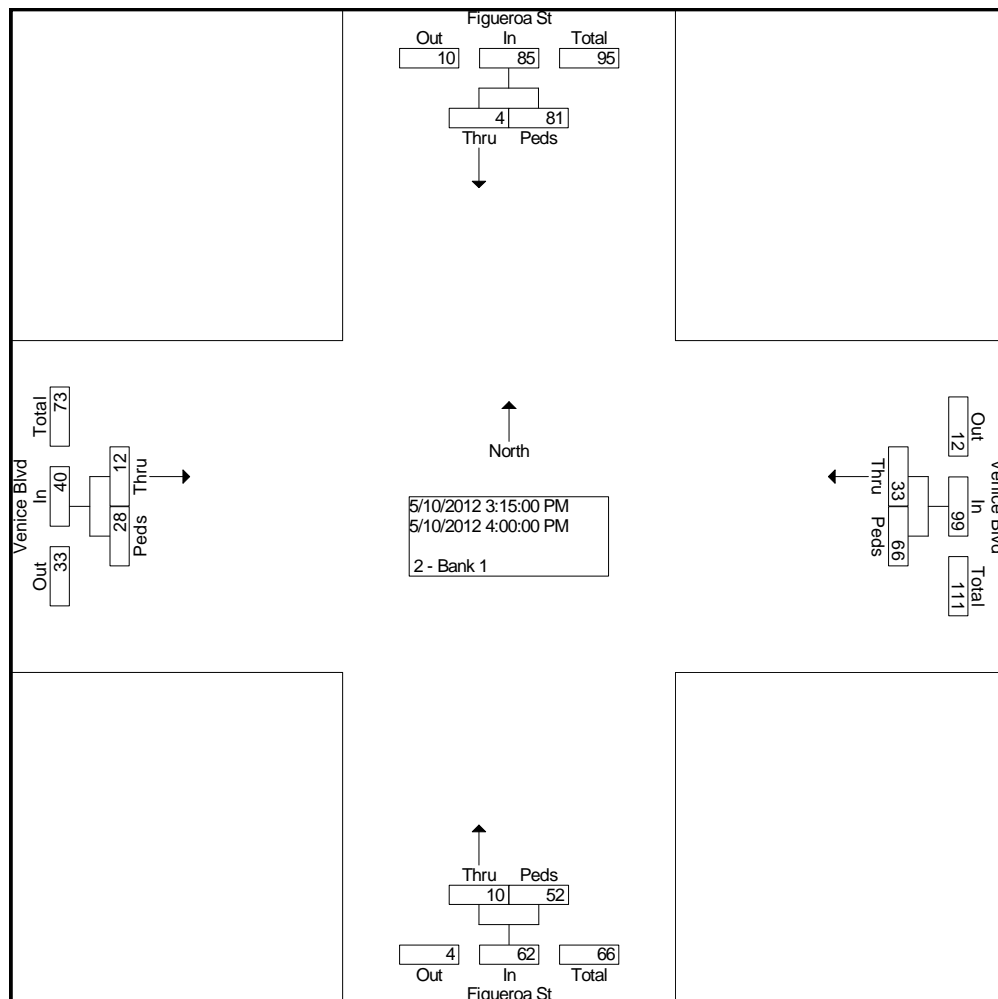 Figueroa St
Out In Total
10 85 95
4 81
Thru Peds
Total In Out
73 40 33
Venice Blvd
12 28
Thru Peds
North
5/10/2012 3:15:00 PM
5/10/2012 4:00:00 PM
2 - Bank 1
Thru Peds
33 66
Out In Total
12 99 111
Venice Blvd
Thru Peds
10 52
4 62 66
Out In Total
Figueroa St